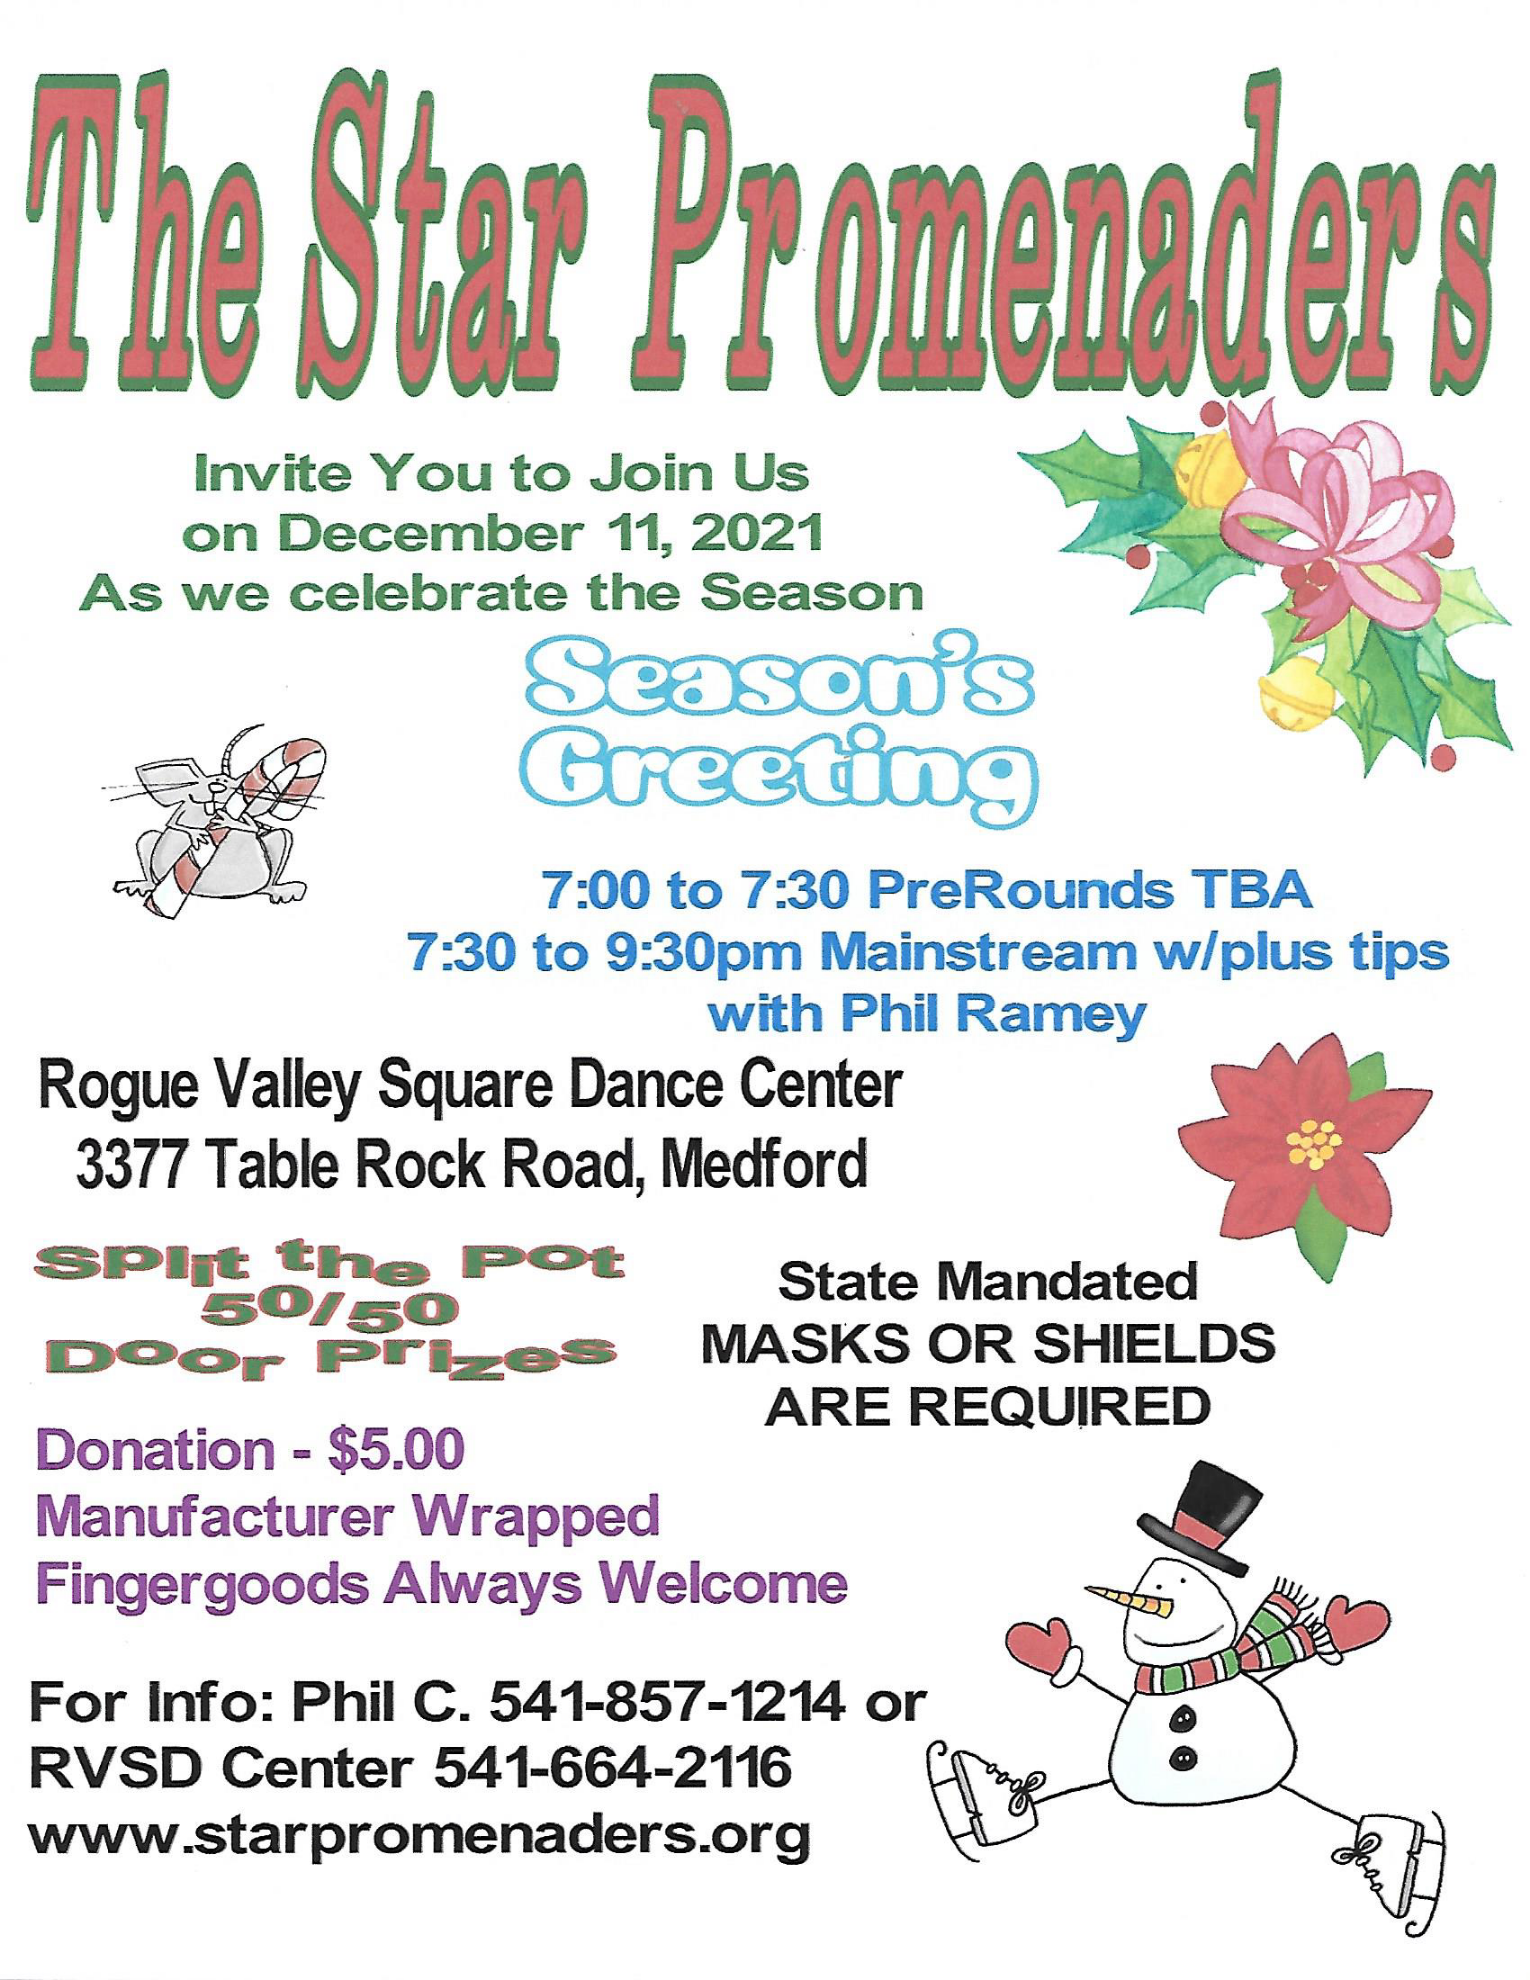 The Star Promenaders
Invite You to Join Us
on December 11, 2021
As we celebrate the Season
Season's
Greeting
7:00 to 7:30 PreRounds TBA
7:30 to 9:30pm Mainstream w/plus tips
with Phil Ramey
Rogue Valley Square Dance Center
3377 Table Rock Road, Medford
Split the Pot
50/50
Door Prizes
State Mandated
MASKS OR SHIELDS
ARE REQUIRED
Donation - $5.00
Manufacturer Wrapped
Fingergoods Always Welcome
For Info: Phil C. 541-857-1214 or
RVSD Center 541-664-2116
www.starpromenaders.org